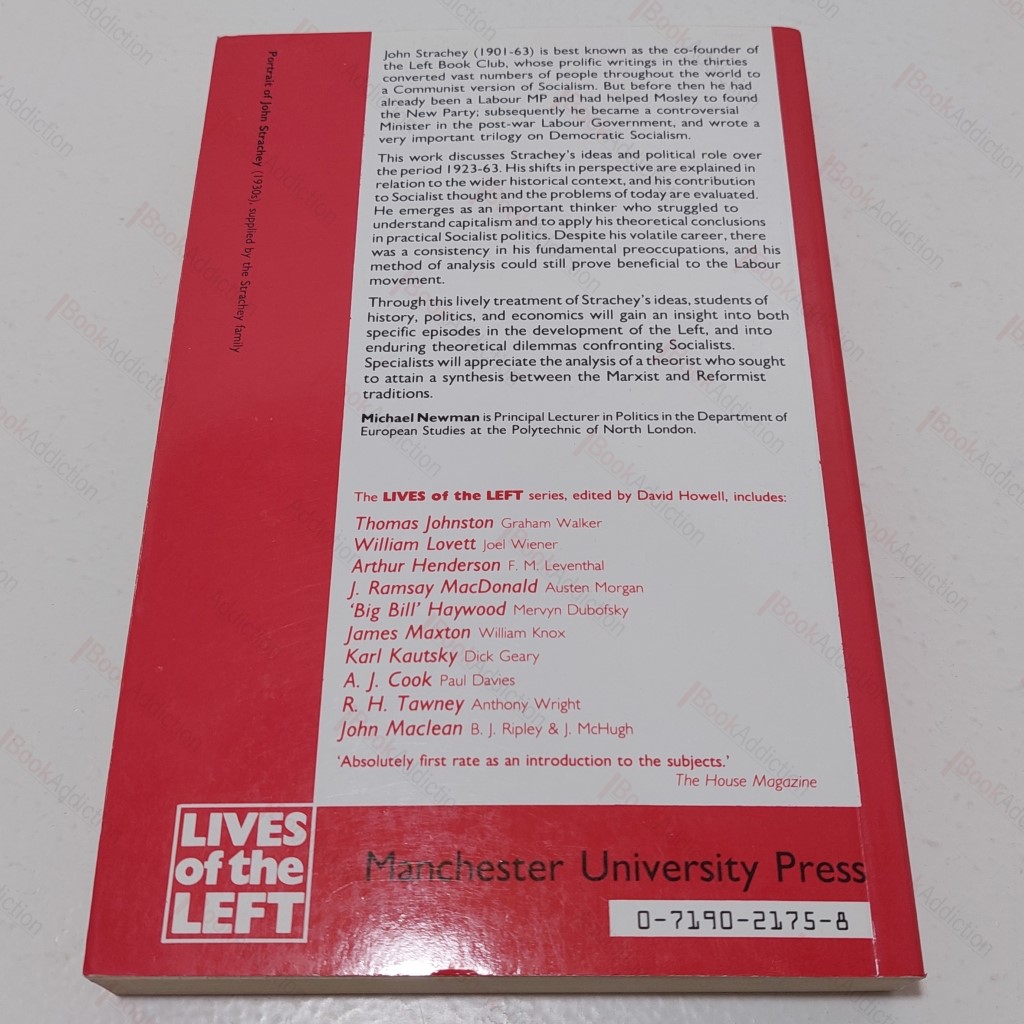 John Strachey (1901-63) is best known as the co-founder of
the Left Book Club, whose prolific writings in the thirties
converted vast numbers of people throughout the world to
a Communist version of Socialism. But before then he had
already been a Labour MP and had helped Mosley to found
the New Party; subsequently he became a controversial
Minister in the post-war Labour Government, and wrote a
very important trilogy on Democratic Socialism.
This work discusses Strachey's ideas and political role over
the period 1923-63. His shifts in perspective are explained in
relation to the wider historical context, and his contribution
to Socialist thought and the problems of today are evaluated.
He emerges as an important thinker who struggled to
understand capitalism and to apply his theoretical conclusions
in practical Socialist politics. Despite his volatile career, there
was a consistency in his fundamental preoccupations, and his
method of analysis could still prove beneficial to the Labour
movement.
Through this lively treatment of Strachey's ideas, students of
history, politics, and economics will gain an insight into both
specific episodes in the development of the Left, and into
enduring theoretical dilemmas confronting Socialists.
Specialists will appreciate the analysis of a theorist who sought
to attain a synthesis between the Marxist and Reformist
traditions.
Michael Newman is Principal Lecturer in Politics in the Department of
European Studies at the Polytechnic of North London.
The LIVES of the LEFT series, edited by David Howell, includes:
Thomas Johnston Graham Walker
William Lovett Joel Wiener
Arthur Henderson F. M. Leventhal
J. Ramsay MacDonald Austen Morgan
'Big Bill' Haywood Mervyn Dubofsky
James Maxton William Knox
Karl Kautsky Dick Geary
A. J. Cook Paul Davies
R. H. Tawney Anthony Wright
John Maclean B. J. Ripley & J. McHugh
'Absolutely first rate as an introduction to the subjects.'
The House Magazine
Portrait of John Strachey (1930s), supplied by the Strachey family
LIVES
of the
LEFT
Manchester University Press
0-7190-2175-8
BookAddiction